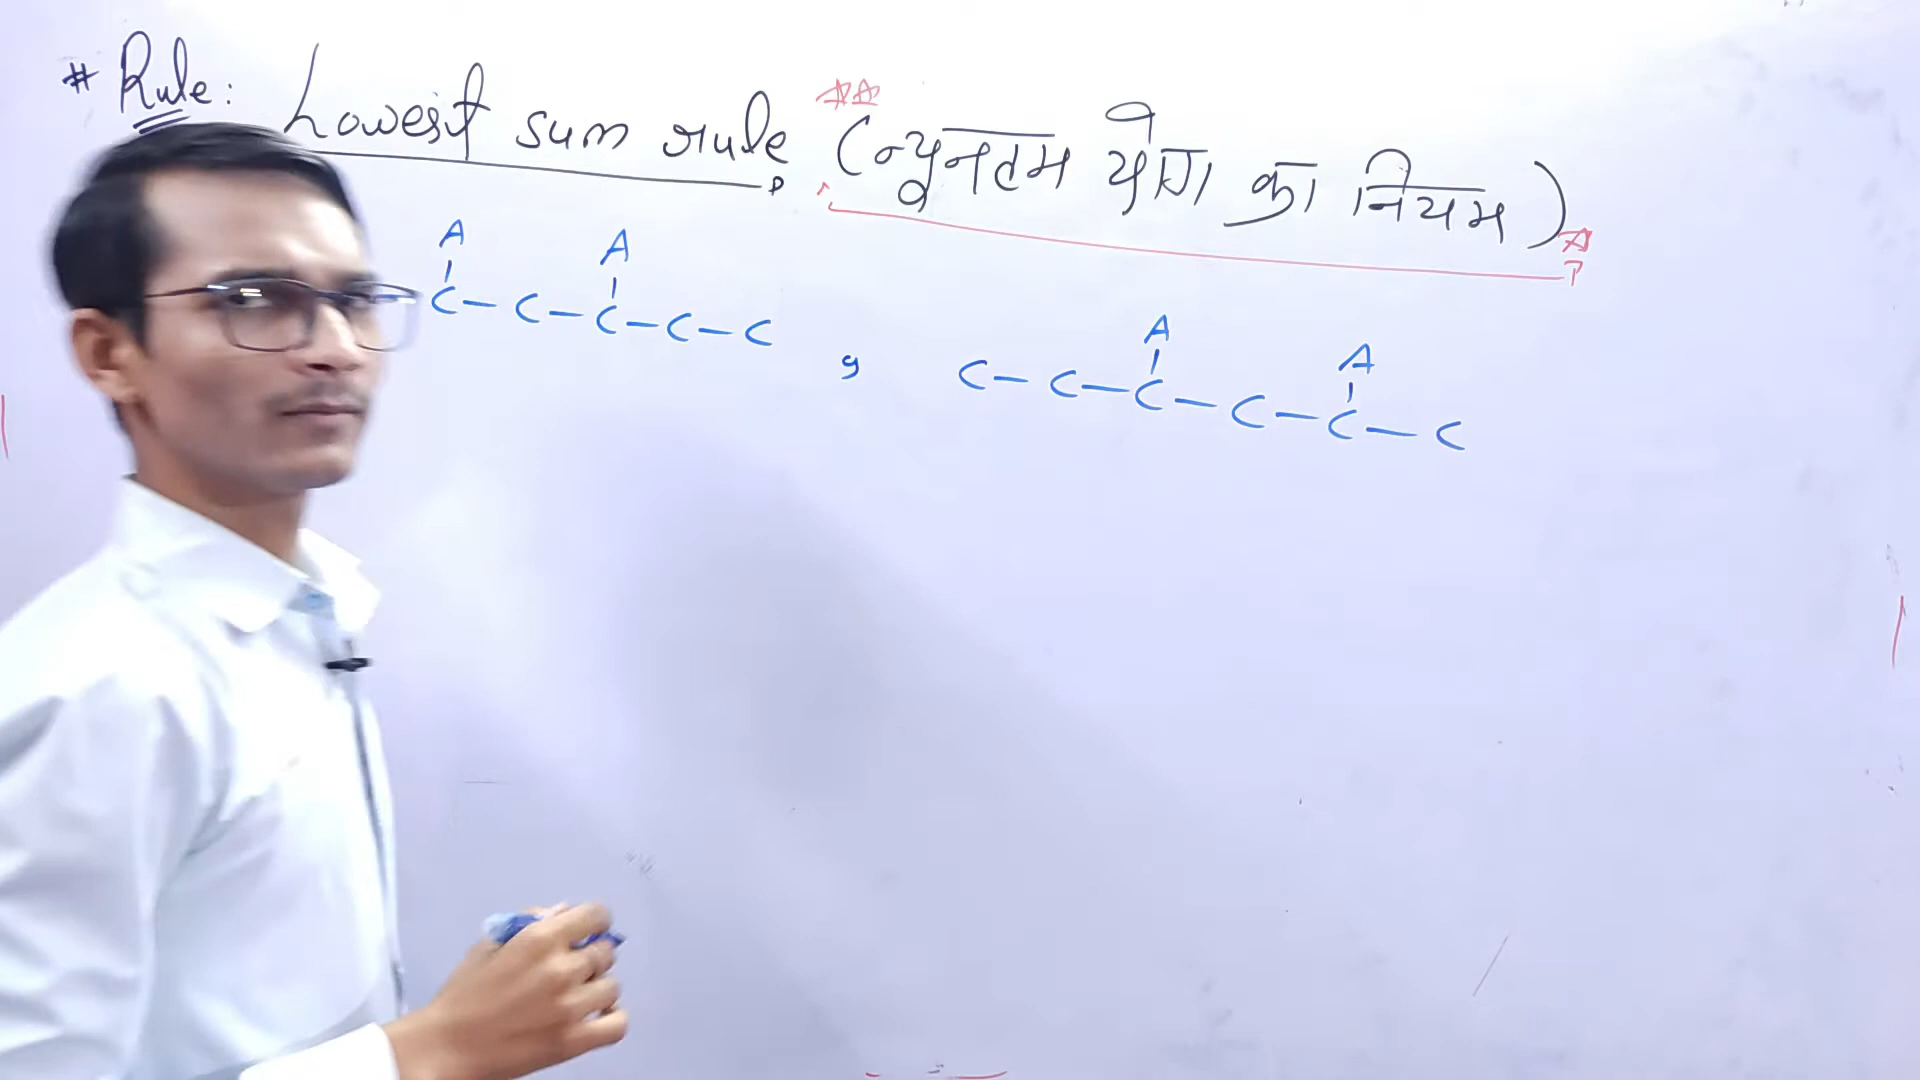 # Rule: Lowest sum rule (न्युनतम योग का नियम)
A A
C-C-C-C-C , C-C-C-C-C-C
A A